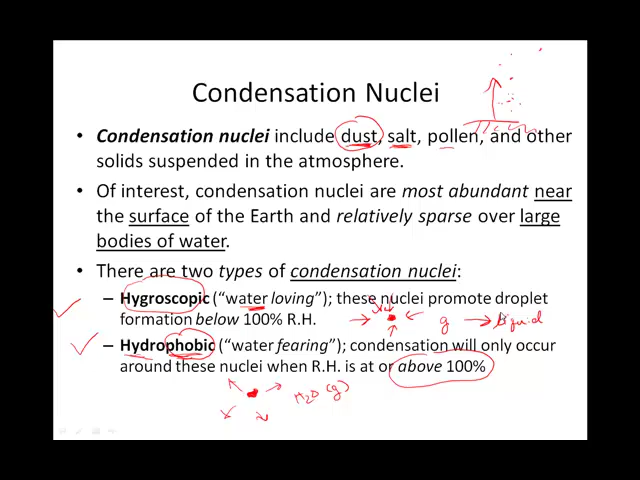 Condensation Nuclei
• Condensation nuclei include dust, salt, pollen, and other
solids suspended in the atmosphere.
• Of interest, condensation nuclei are most abundant near
the surface of the Earth and relatively sparse over large
bodies of water.
• There are two types of condensation nuclei:
– Hygroscopic ("water loving"); these nuclei promote droplet
formation below 100% R.H.
g → liquid
– Hydrophobic ("water fearing"); condensation will only occur
around these nuclei when R.H. is at or above 100%
H2O (g)